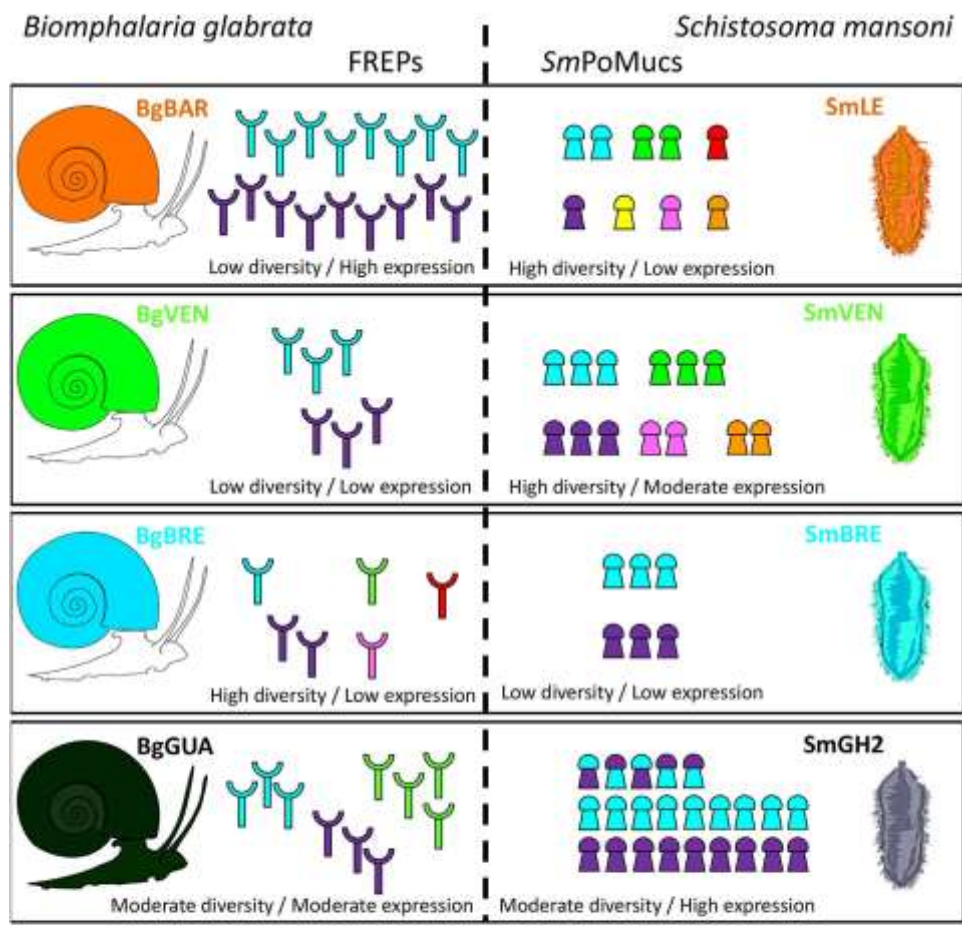 Biomphalaria glabrata
Schistosoma mansoni
FREPs
SmPoMucs
BgBAR
SmLE
Low diversity / High expression
High diversity / Low expression
BgVEN
SmVEN
Low diversity / Low expression
High diversity / Moderate expression
BgBRE
SmBRE
High diversity / Low expression
Low diversity / Low expression
BgGUA
SmGH2
Moderate diversity / Moderate expression
Moderate diversity / High expression